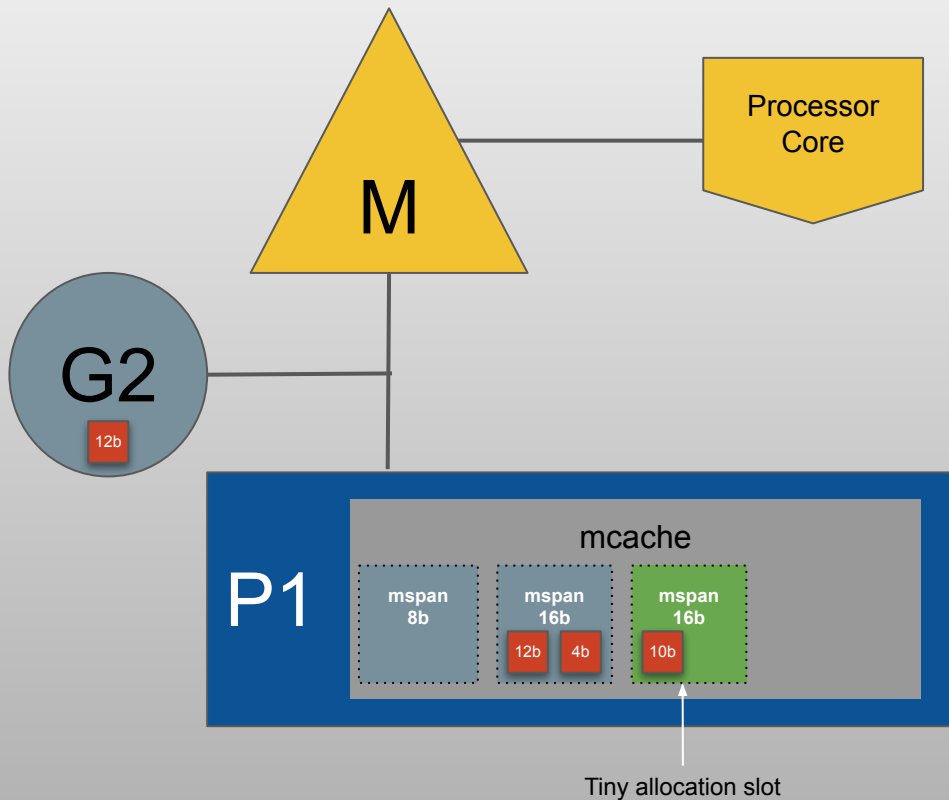 Processor
Core
M
G2
12b
mcache
P1
mspan
8b
mspan
16b
12b
4b
mspan
16b
10b
Tiny allocation slot